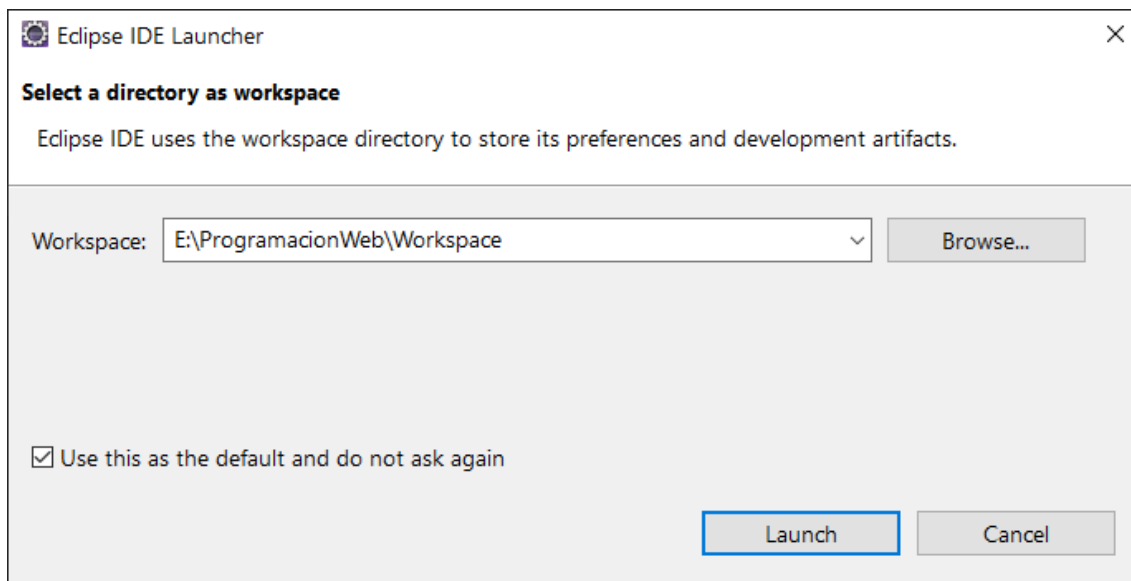 Eclipse IDE Launcher
Select a directory as workspace
Eclipse IDE uses the workspace directory to store its preferences and development artifacts.
Workspace: E:\ProgramacionWeb\Workspace Browse...
Use this as the default and do not ask again
Launch Cancel